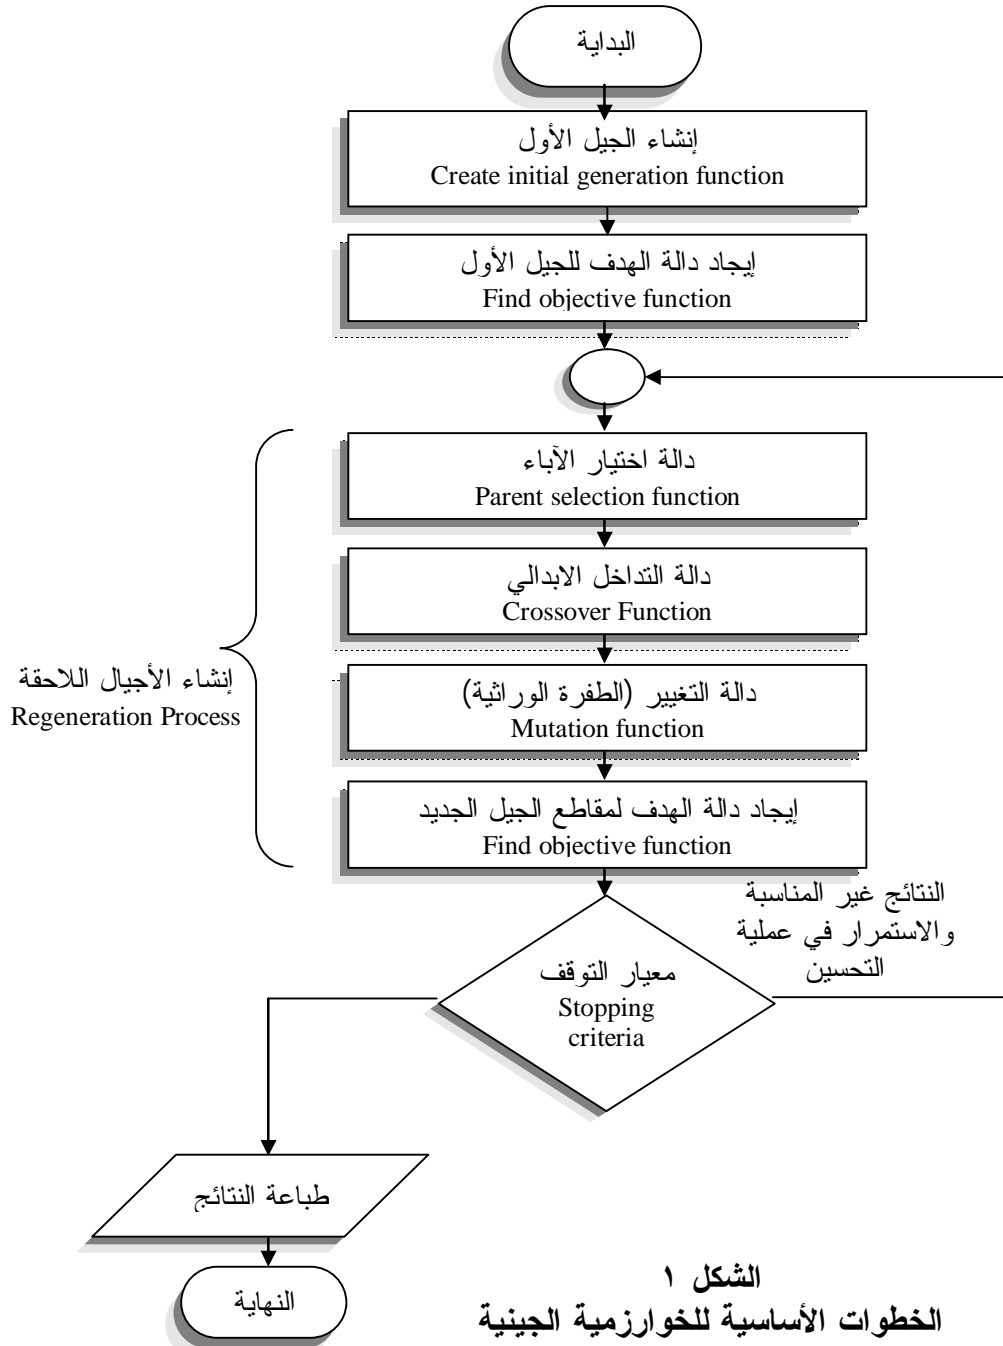 البداية
إنشاء الجيل الأول
Create initial generation function
إيجاد دالة الهدف للجيل الأول
Find objective function
دالة اختيار الآباء
Parent selection function
دالة التداخل الابدالي
Crossover Function
إنشاء الأجيال اللاحقة
Regeneration Process
دالة التغيير (الطفرة الوراثية)
Mutation function
إيجاد دالة الهدف لمقاطع الجيل الجديد
Find objective function
النتائج غير المناسبة
والاستمرار في عملية
التحسين
معيار التوقف
Stopping
criteria
طباعة النتائج
النهاية
الشكل ١
الخطوات الأساسية للخوارزمية الجينية